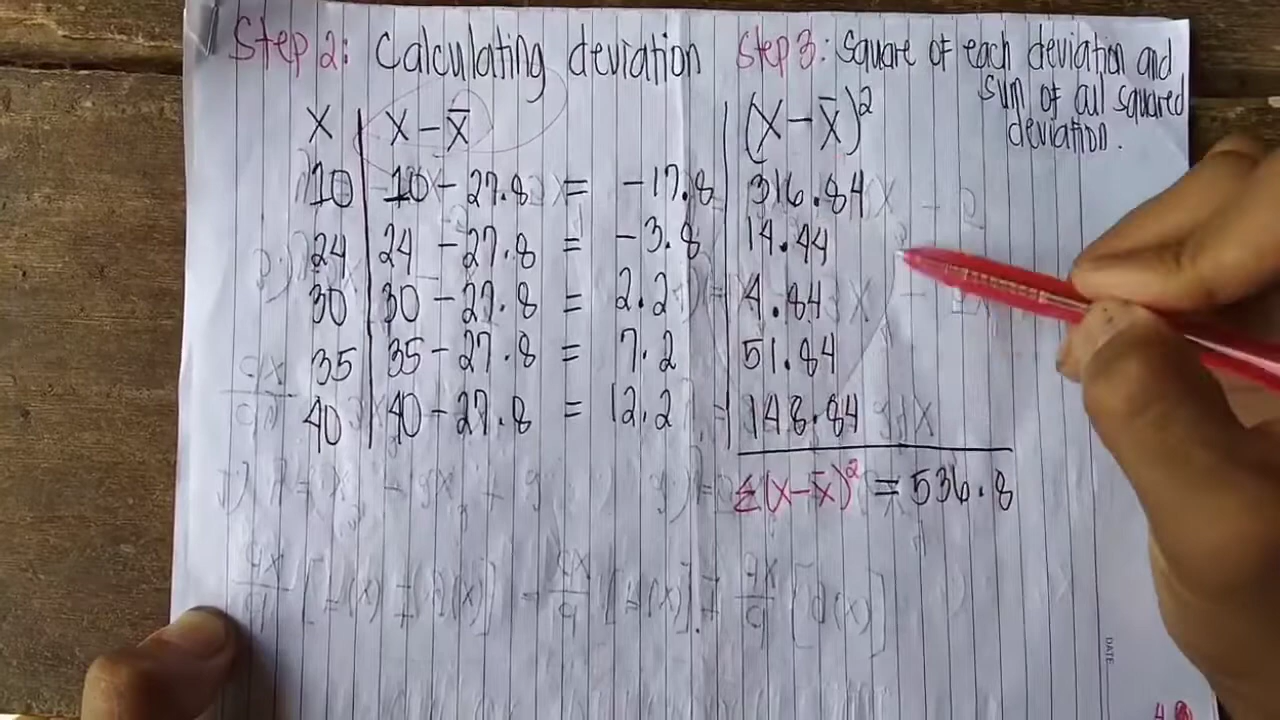 Step 2: Calculating deviation
X | X - X̄
10 | 10 - 27.8 = -17.8
24 | 24 - 27.8 = -3.8
30 | 30 - 27.8 = 2.2
35 | 35 - 27.8 = 7.2
40 | 40 - 27.8 = 12.2
Step 3: Square of each deviation and
sum of all squared
deviation.
(X - X̄)²
316.84
14.44
4.84
51.84
148.84
Σ(X-X̄)² = 536.8
DATE